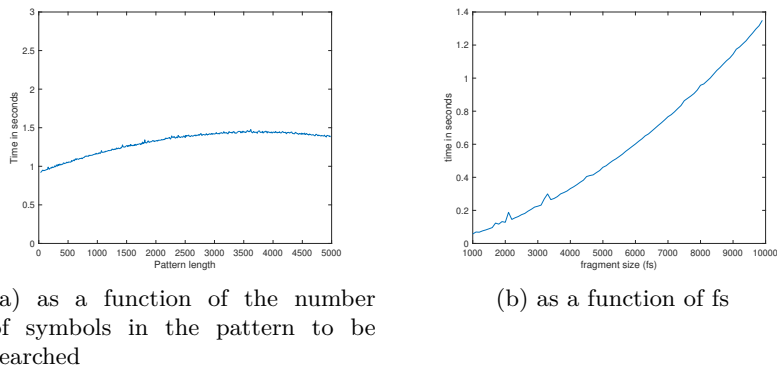 3
2.5
2
1.5
1
0.5
0
0 500 1000 1500 2000 2500 3000 3500 4000 4500 5000
Pattern length
Time in seconds
1.4
1.2
1
0.8
0.6
0.4
0.2
0
1000 2000 3000 4000 5000 6000 7000 8000 9000 10000
fragment size (fs)
time in seconds
a) as a function of the number
of symbols in the pattern to be
earched
(b) as a function of fs